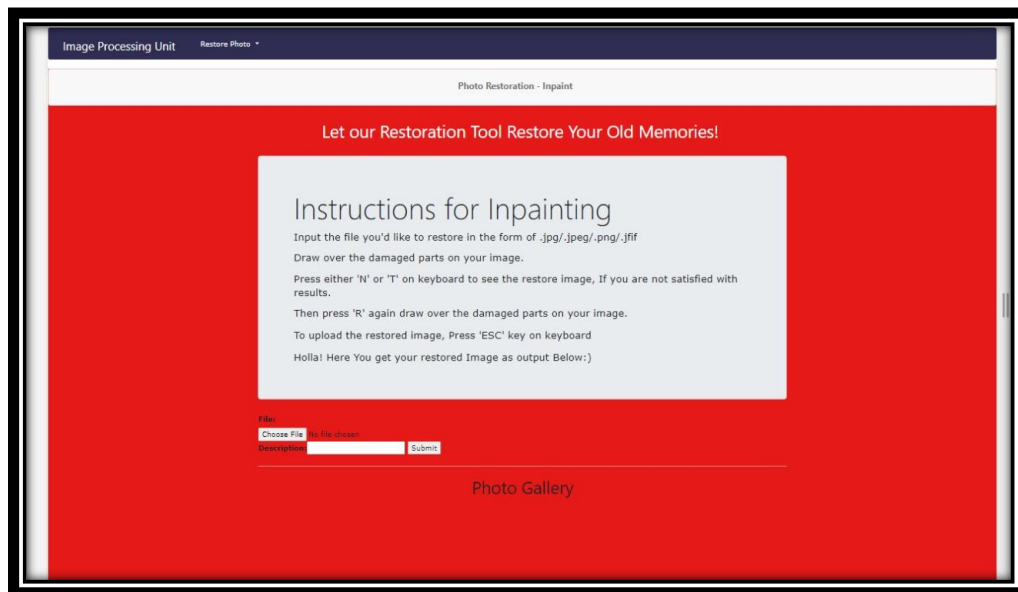 Image Processing Unit Restore Photo
Photo Restoration - Inpaint
Let our Restoration Tool Restore Your Old Memories!
Instructions for Inpainting
Input the file you'd like to restore in the form of .jpg/.jpeg/.png/.jfif
Draw over the damaged parts on your image.
Press either 'N' or 'T' on keyboard to see the restore image, If you are not satisfied with
results.
Then press 'R' again draw over the damaged parts on your image.
To upload the restored image, Press 'ESC' key on keyboard
Holla! Here You get your restored Image as output Below:)
File:
Choose File No file chosen
Description: Submit
Photo Gallery